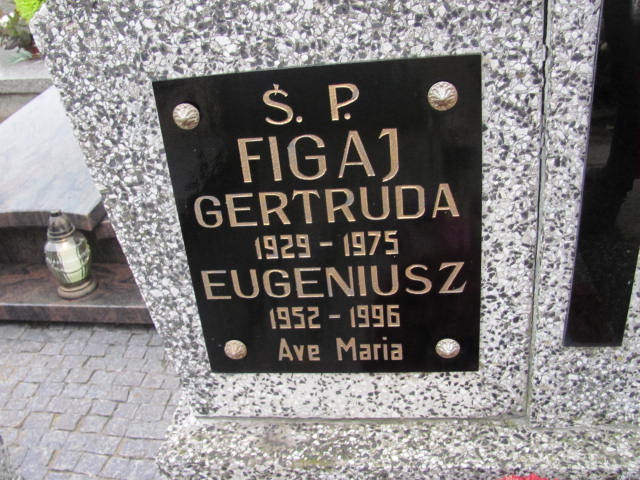 Ś. P.
FIGAJ
GERTRUDA
1929 - 1975
EUGENIUSZ
1952 - 1996
Ave Maria